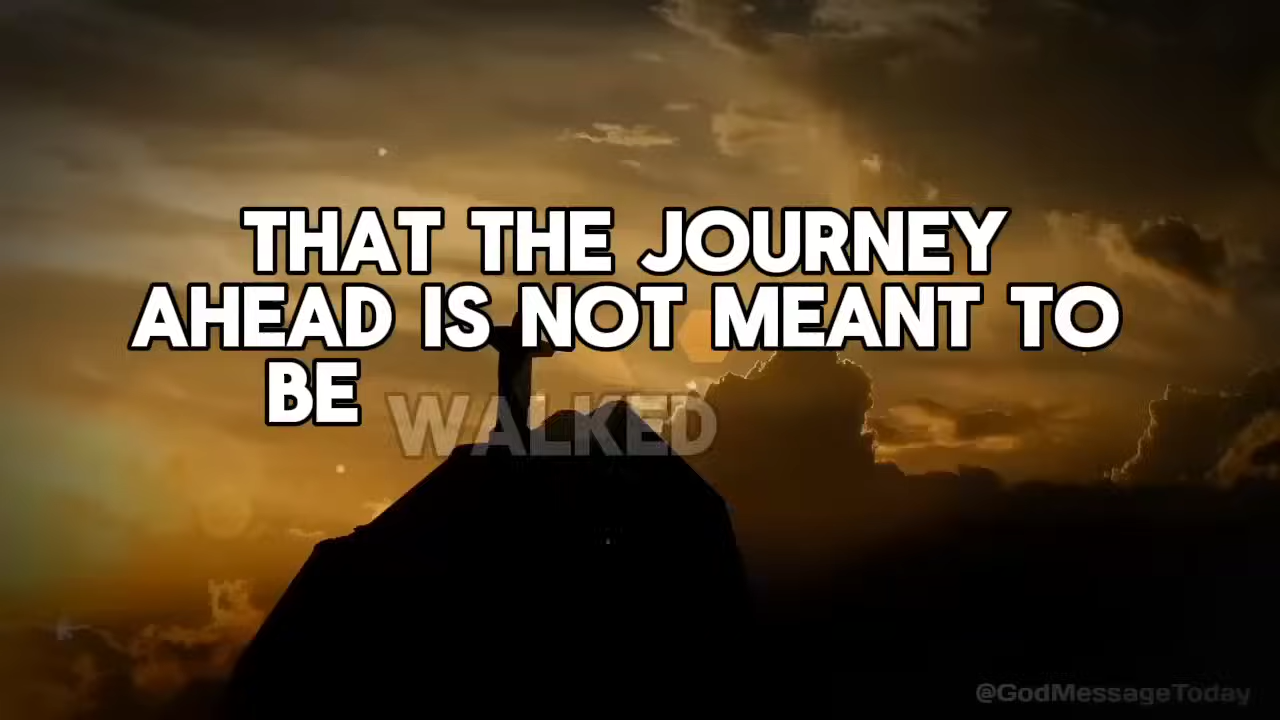 THAT THE JOURNEY
AHEAD IS NOT MEANT TO
BE WALKED
@GodMessageToday